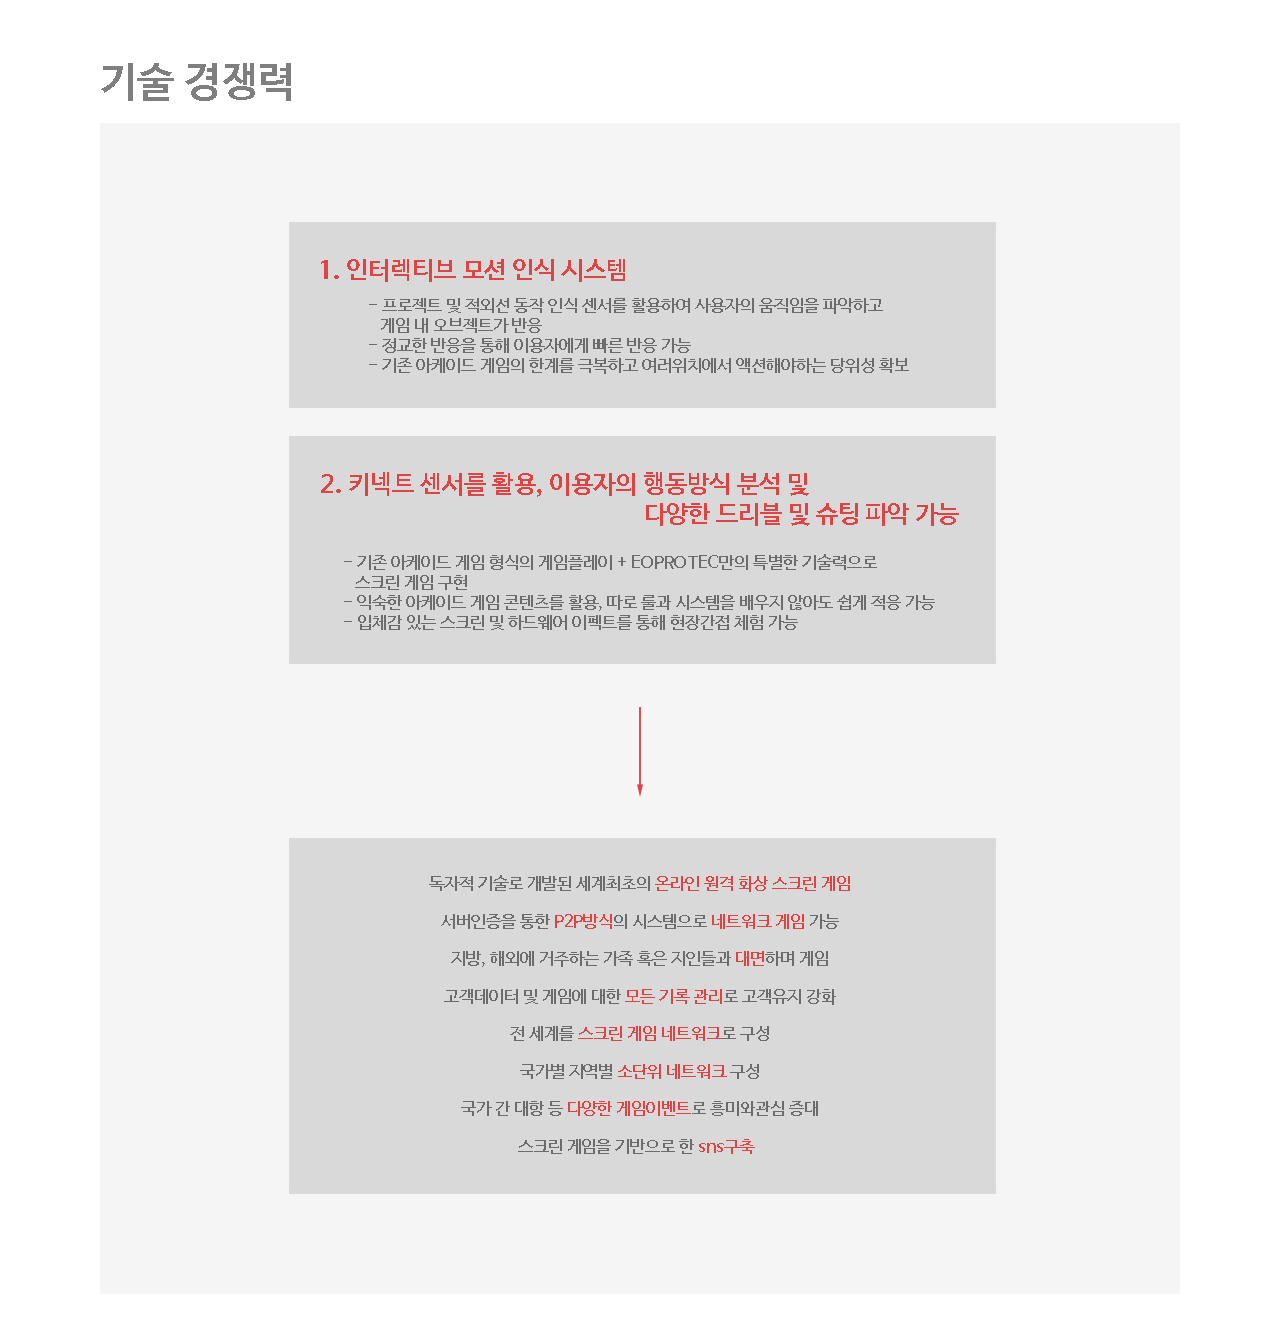 기술 경쟁력
1. 인터렉티브 모션 인식 시스템
- 프로젝트 및 적외선 동작 인식 센서를 활용하여 사용자의 움직임을 파악하고
게임 내 오브젝트가 반응
- 정교한 반응을 통해 이용자에게 빠른 반응 가능
- 기존 아케이드 게임의 한계를 극복하고 여러위치에서 액션해야하는 당위성 확보
2. 키넥트 센서를 활용, 이용자의 행동방식 분석 및
다양한 드리블 및 슈팅 파악 가능
- 기존 아케이드 게임 형식의 게임플레이 + EOPROTEC만의 특별한 기술력으로
스크린 게임 구현
- 익숙한 아케이드 게임 콘텐츠를 활용, 따로 룰과 시스템을 배우지 않아도 쉽게 적응 가능
- 입체감 있는 스크린 및 하드웨어 이펙트를 통해 현장간접 체험 가능
독자적 기술로 개발된 세계최초의 온라인 원격 화상 스크린 게임
서버인증을 통한 P2P방식의 시스템으로 네트워크 게임 가능
지방, 해외에 거주하는 가족 혹은 지인들과 대면하며 게임
고객데이터 및 게임에 대한 모든 기록 관리로 고객유지 강화
전 세계를 스크린 게임 네트워크로 구성
국가별 지역별 소단위 네트워크 구성
국가 간 대항 등 다양한 게임이벤트로 흥미와관심 증대
스크린 게임을 기반으로 한 sns구축